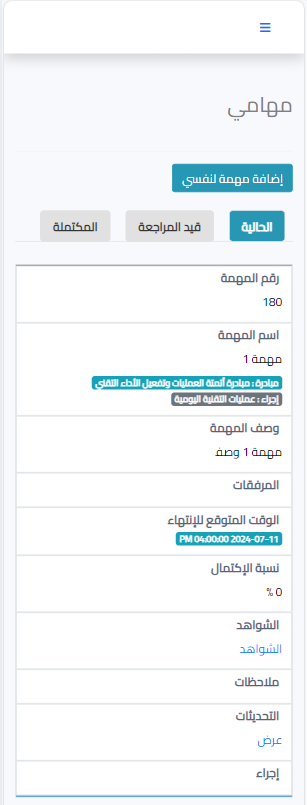 مهامي
إضافة مهمة لنفسي
الحالية
قيد المراجعة
المكتملة
رقم المهمة
180
اسم المهمة
مهمة 1
مبادرة : مبادرة أتمتة العمليات وتفعيل الأداء التقني
إجراء : عمليات التقنية اليومية
وصف المهمة
مهمة 1 وصف
المرفقات
الوقت المتوقع للإنتهاء
2024-07-11 04:00:00 PM
نسبة الإكتمال
0 %
الشواهد
الشواهد
ملاحظات
التحديثات
عرض
إجراء